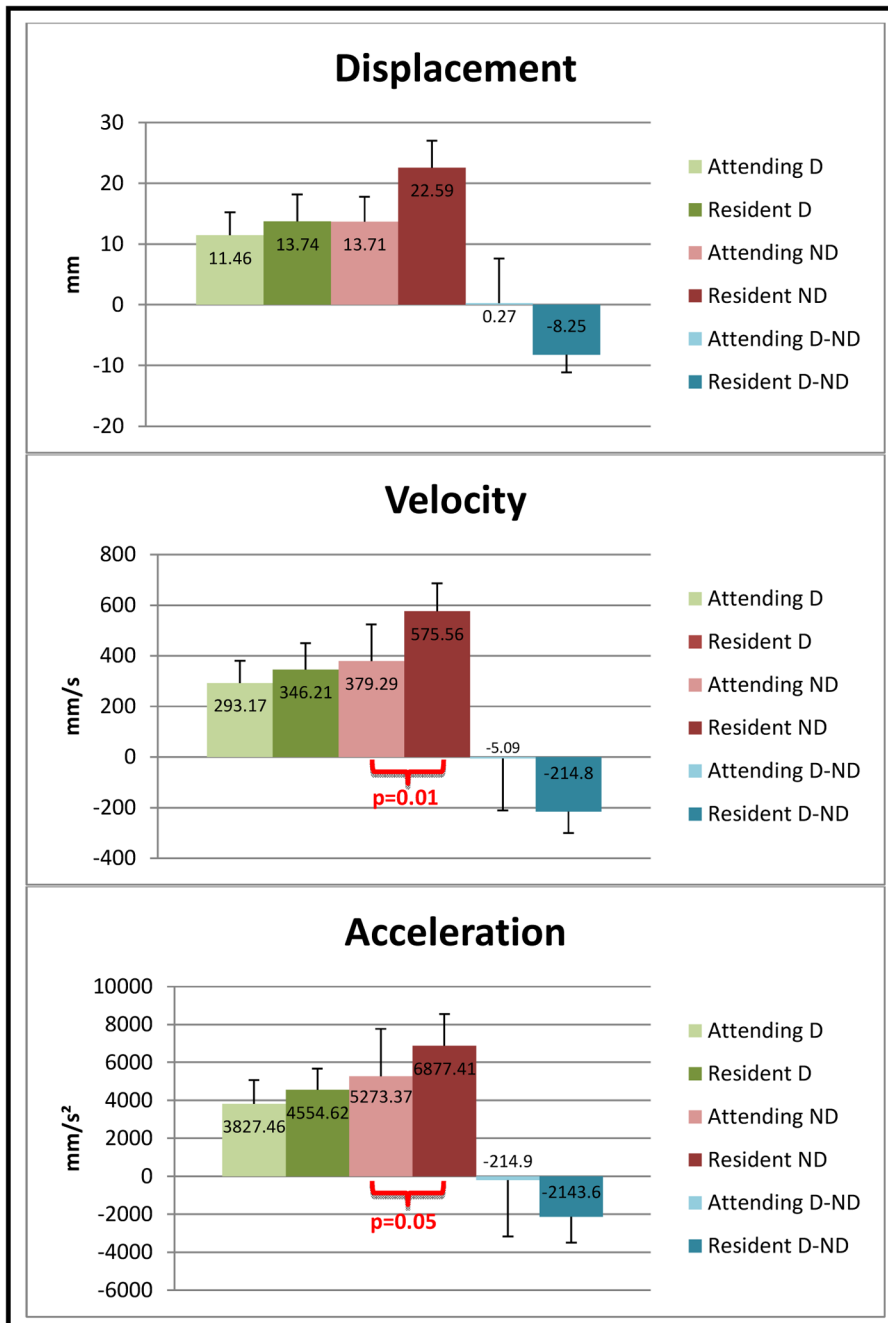 Displacement
30
20
10
0
-10
-20
mm
11.46
13.74
13.71
22.59
0.27
-8.25
Attending D
Resident D
Attending ND
Resident ND
Attending D-ND
Resident D-ND
Velocity
800
600
400
200
0
-200
-400
mm/s
293.17
346.21
379.29
575.56
-5.09
-214.8
p=0.01
Attending D
Resident D
Attending ND
Resident ND
Attending D-ND
Resident D-ND
Acceleration
10000
8000
6000
4000
2000
0
-2000
-4000
-6000
mm/s²
3827.46
4554.62
5273.37
6877.41
-214.9
-2143.6
p=0.05
Attending D
Resident D
Attending ND
Resident ND
Attending D-ND
Resident D-ND